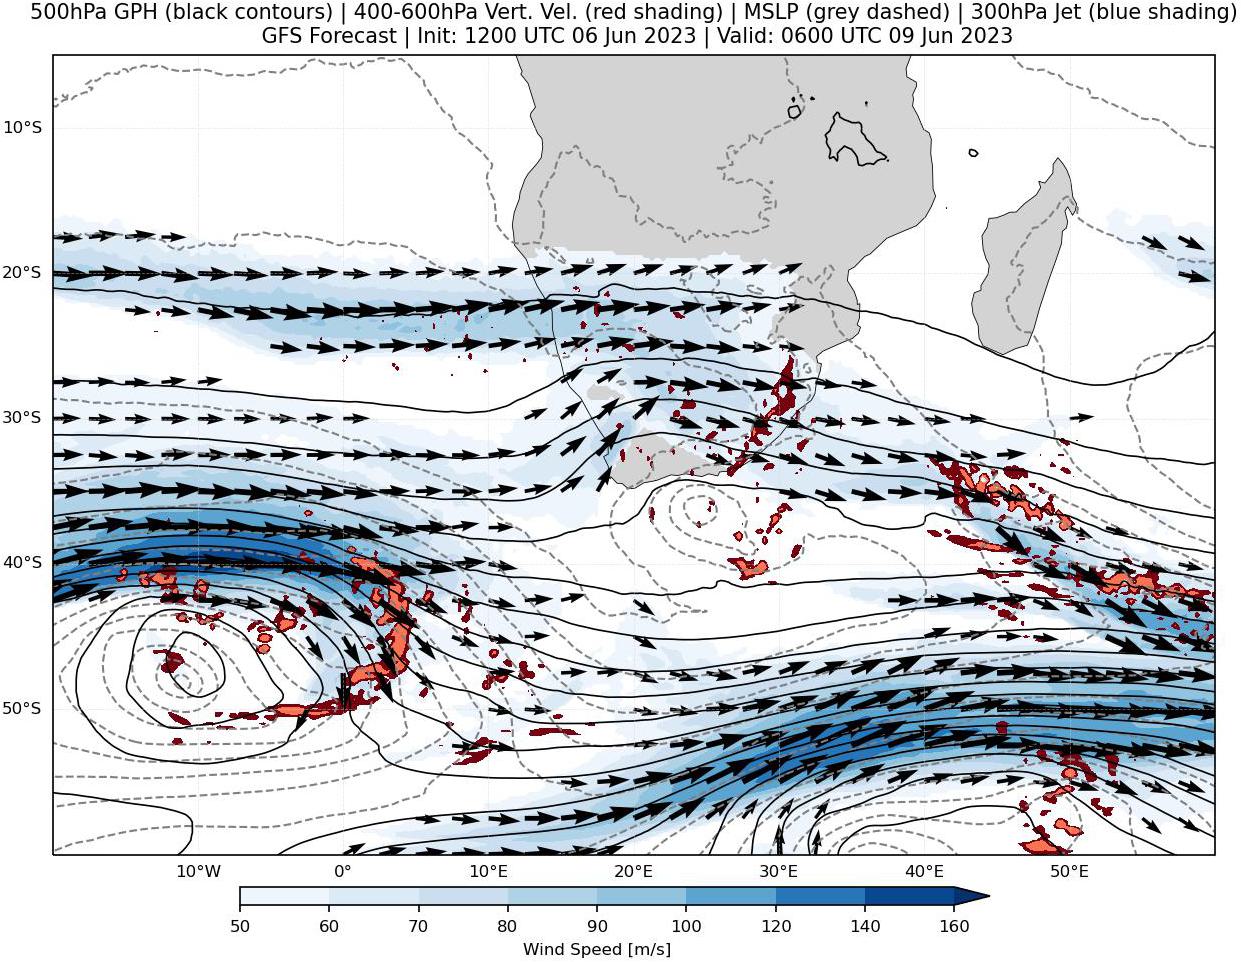 500hPa GPH (black contours) | 400-600hPa Vert. Vel. (red shading) | MSLP (grey dashed) | 300hPa Jet (blue shading)
GFS Forecast | Init: 1200 UTC 06 Jun 2023 | Valid: 0600 UTC 09 Jun 2023
10°S
20°S
30°S
40°S
50°S
10°W 0° 10°E 20°E 30°E 40°E 50°E
50 60 70 80 90 100 120 140 160
Wind Speed [m/s]